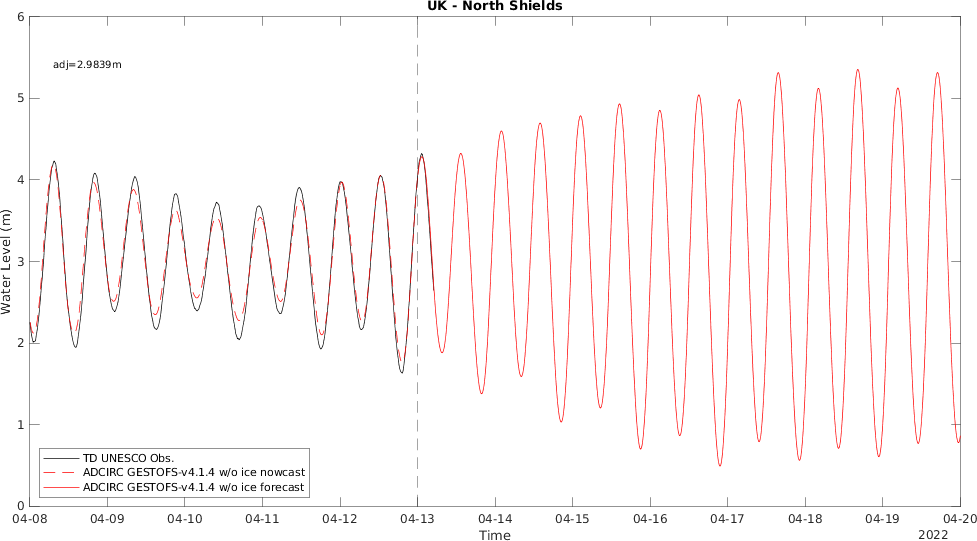 UK - North Shields
6
adj=2.9839m
5
4
3
2
1
0
Water Level (m)
TD UNESCO Obs.
ADCIRC GESTOFS-v4.1.4 w/o ice nowcast
ADCIRC GESTOFS-v4.1.4 w/o ice forecast
04-08 04-09 04-10 04-11 04-12 04-13 04-14 04-15 04-16 04-17 04-18 04-19 04-20
Time
2022